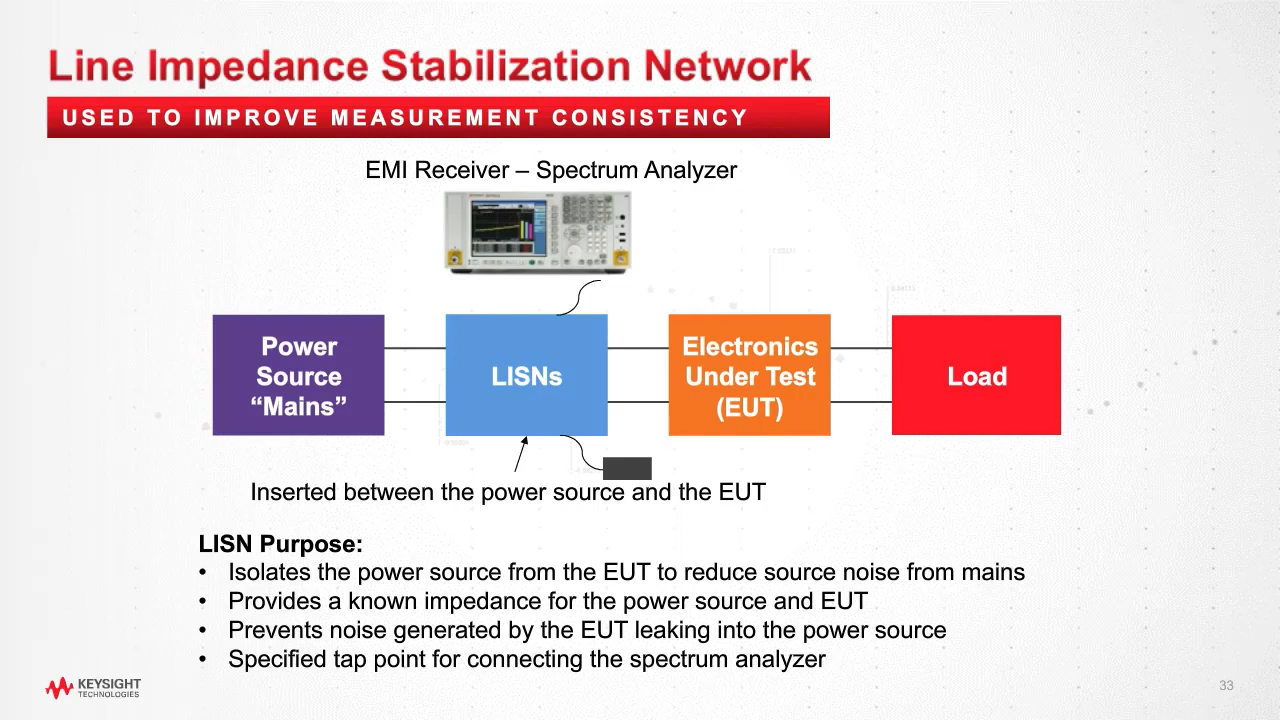 Line Impedance Stabilization Network
USED TO IMPROVE MEASUREMENT CONSISTENCY
EMI Receiver – Spectrum Analyzer
Power
Source
“Mains”
LISNs
Electronics
Under Test
(EUT)
Load
Inserted between the power source and the EUT
LISN Purpose:
• Isolates the power source from the EUT to reduce source noise from mains
• Provides a known impedance for the power source and EUT
• Prevents noise generated by the EUT leaking into the power source
• Specified tap point for connecting the spectrum analyzer
KEYSIGHT
TECHNOLOGIES
33